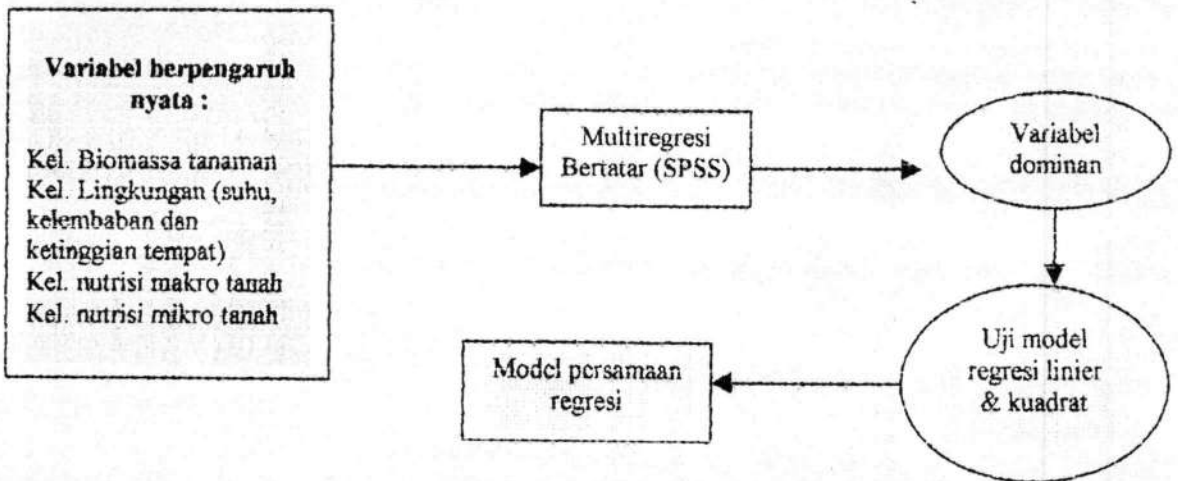 Variabel berpengaruh
nyata :
Kel. Biomassa tanaman
Kel. Lingkungan (suhu,
kelembaban dan
ketinggian tempat)
Kel. nutrisi makro tanah
Kel. nutrisi mikro tanah
Multiregresi
Bertatar (SPSS)
Variabel
dominan
Uji model
regresi linier
& kuadrat
Model persamaan
regresi